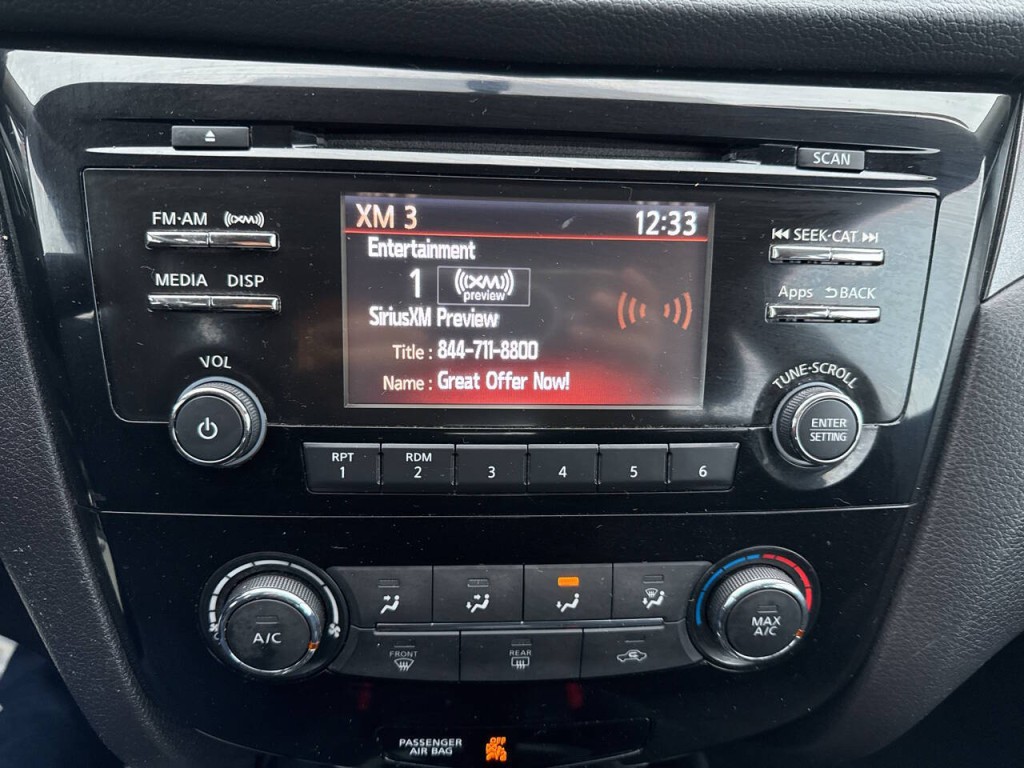 SCAN
FM·AM ((XM))
XM 3 12:33
SEEK·CAT
Entertainment
MEDIA DISP
1 ((XM))
preview
Apps BACK
SiriusXM Preview
Title : 844-711-8800
VOL
Name : Great Offer Now!
TUNE·SCROLL
ENTER
SETTING
RPT
1
RDM
2
3
4
5
6
A/C
MAX
A/C
FRONT
REAR
PASSENGER
AIR BAG
OFF